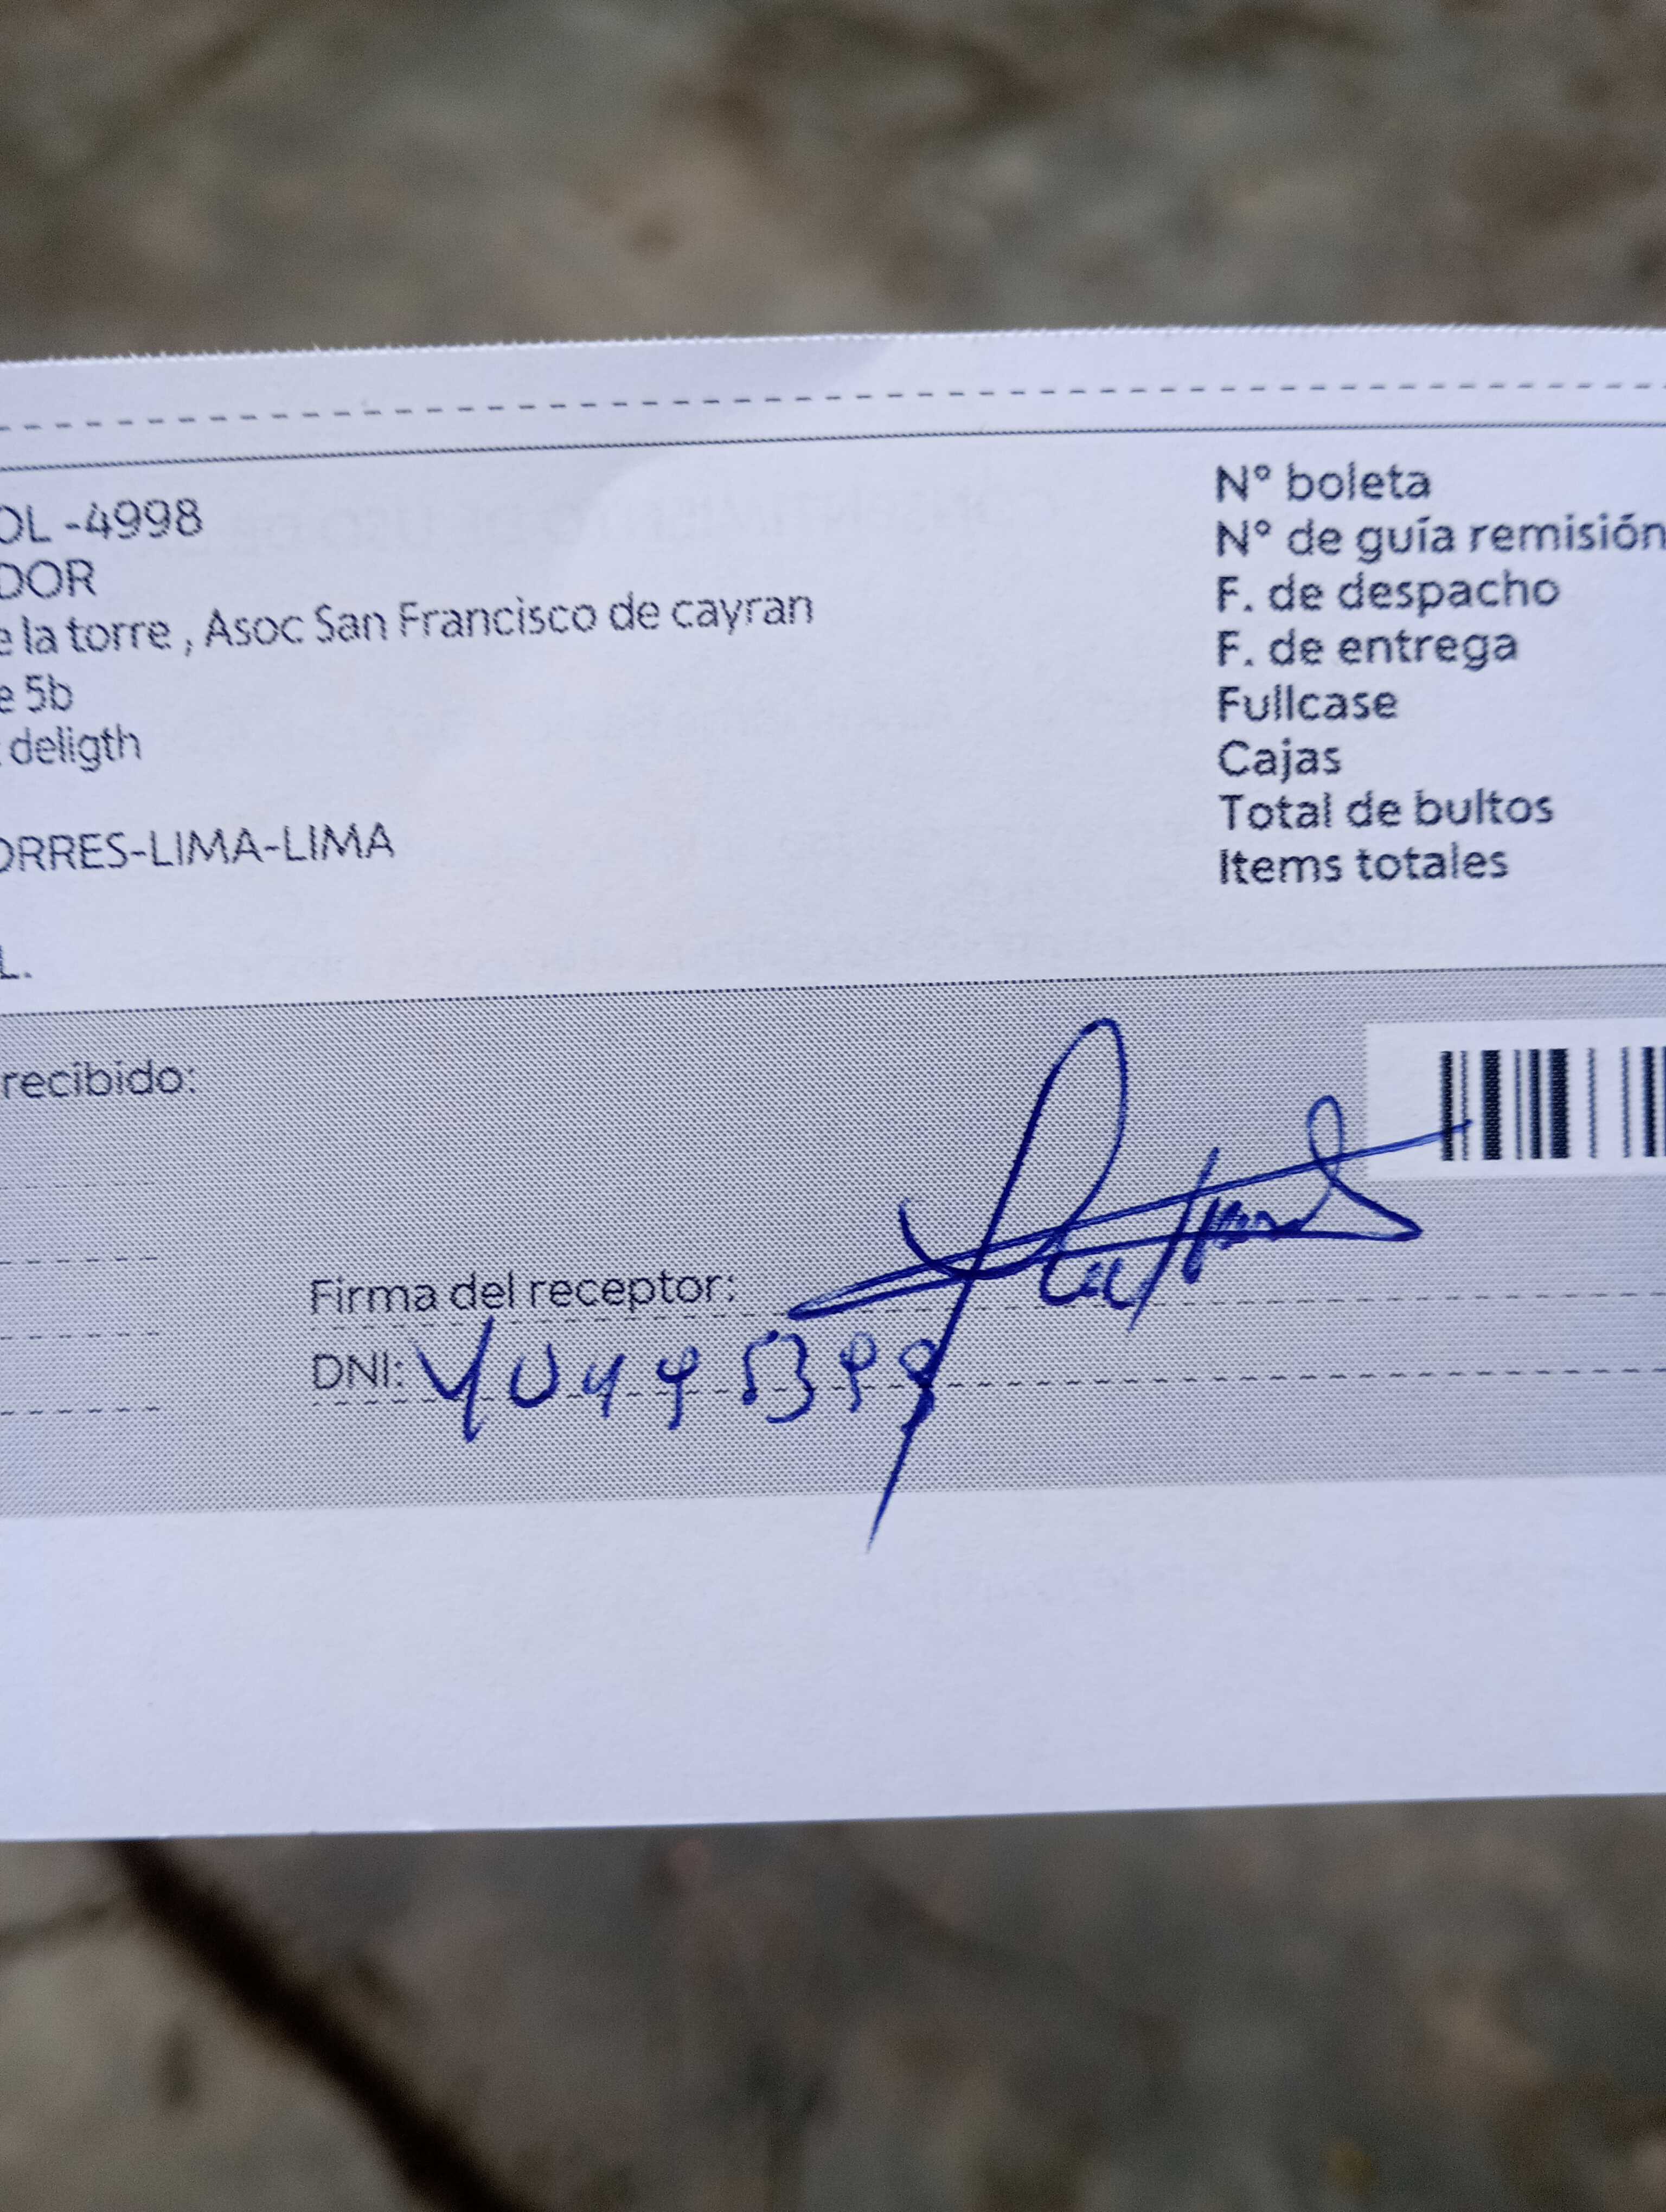 OL -4998
DOR
e la torre , Asoc San Francisco de cayran
e 5b
deligth
ORRES-LIMA-LIMA
L.
N° boleta
N° de guía remisión
F. de despacho
F. de entrega
Fullcase
Cajas
Total de bultos
Items totales
recibido:
Firma del receptor:
DNI: